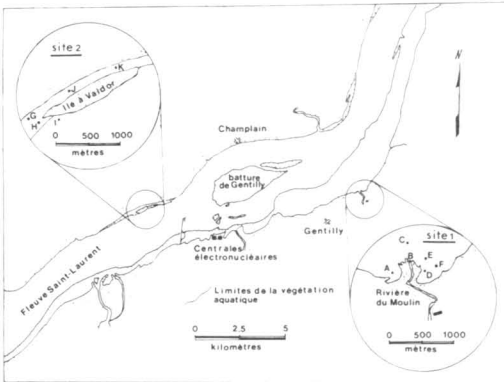 site 2
K
J
G
H
I
Ile à Valdor
0 500 1000
mètres
N
Champlain
batture
de Gentilly
Centrales
électronucléaires
Gentilly
Fleuve Saint-Laurent
Limites de la végétation
aquatique
0 2.5 5
kilomètres
site 1
C
B
E
A
F
D
Rivière
du Moulin
0 500 1000
mètres